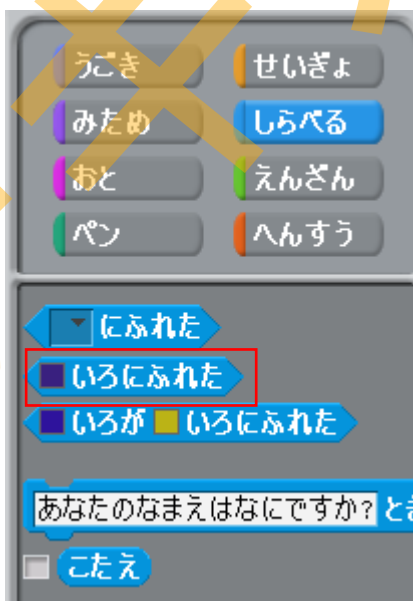 うごき せいぎょ
みため しらべる
おと えんざん
ペン へんすう
にふれた
いろにふれた
いろが いろにふれた
あなたのなまえはなにですか? とき
こたえ